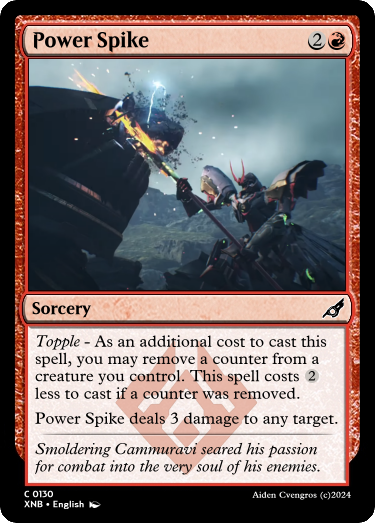 Power Spike 2
Sorcery
Topple - As an additional cost to cast this
spell, you may remove a counter from a
creature you control. This spell costs 2
less to cast if a counter was removed.
Power Spike deals 3 damage to any target.
Smoldering Cammuravi seared his passion
for combat into the very soul of his enemies.
C 0130
XNB • English Aiden Cvengros (c)2024